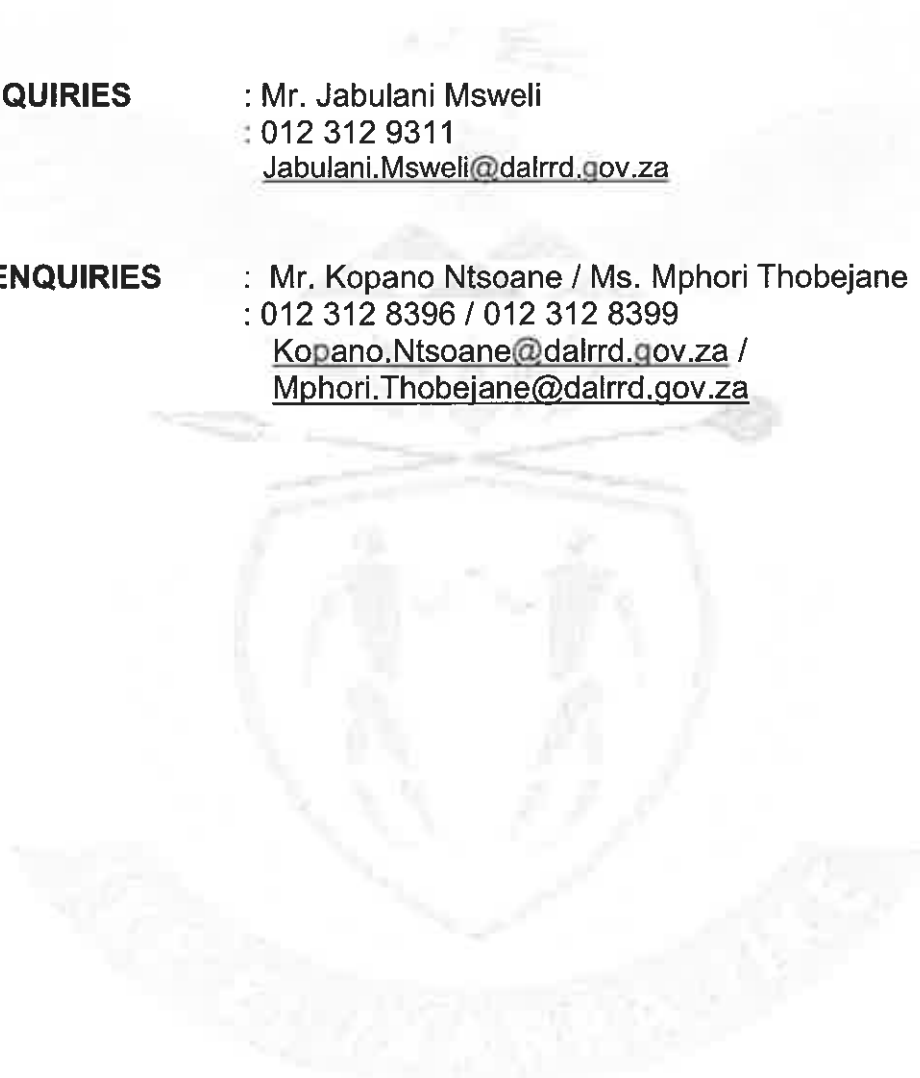 QUIRIES : Mr. Jabulani Msweli
: 012 312 9311
Jabulani.Msweli@dalrrd.gov.za
ENQUIRIES : Mr. Kopano Ntsoane / Ms. Mphori Thobejane
: 012 312 8396 / 012 312 8399
Kopano.Ntsoane@dalrrd.gov.za /
Mphori.Thobejane@dalrrd.gov.za